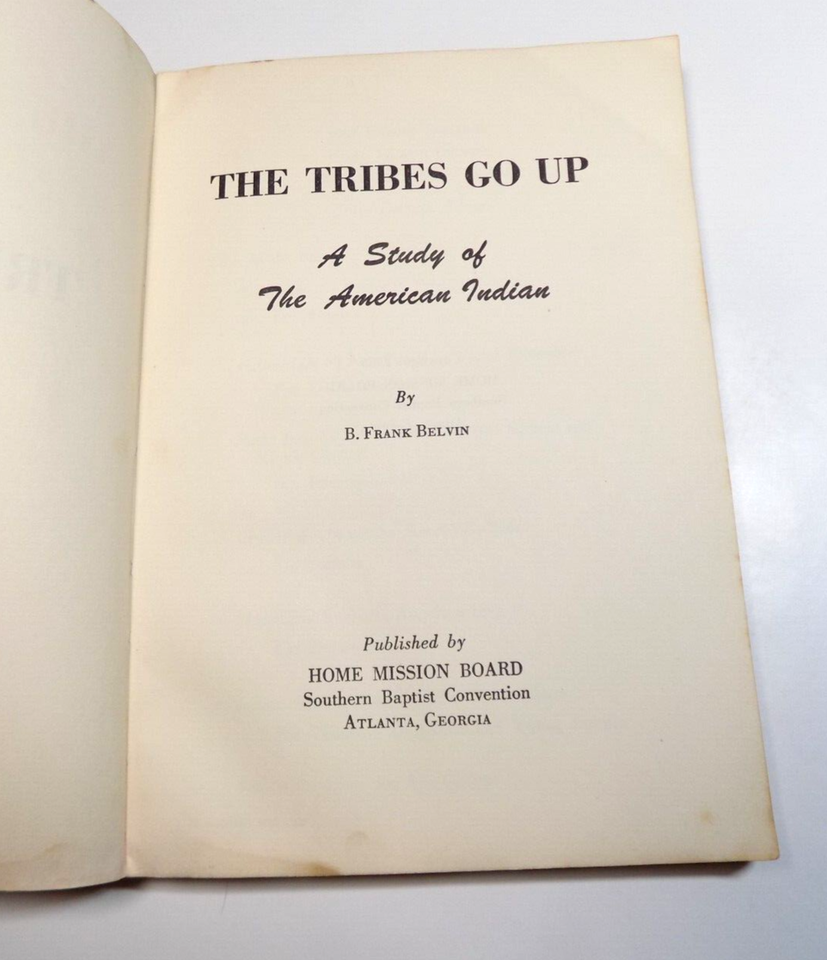 THE TRIBES GO UP
A Study of
The American Indian
By
B. FRANK BELVIN
Published by
HOME MISSION BOARD
Southern Baptist Convention
ATLANTA, GEORGIA